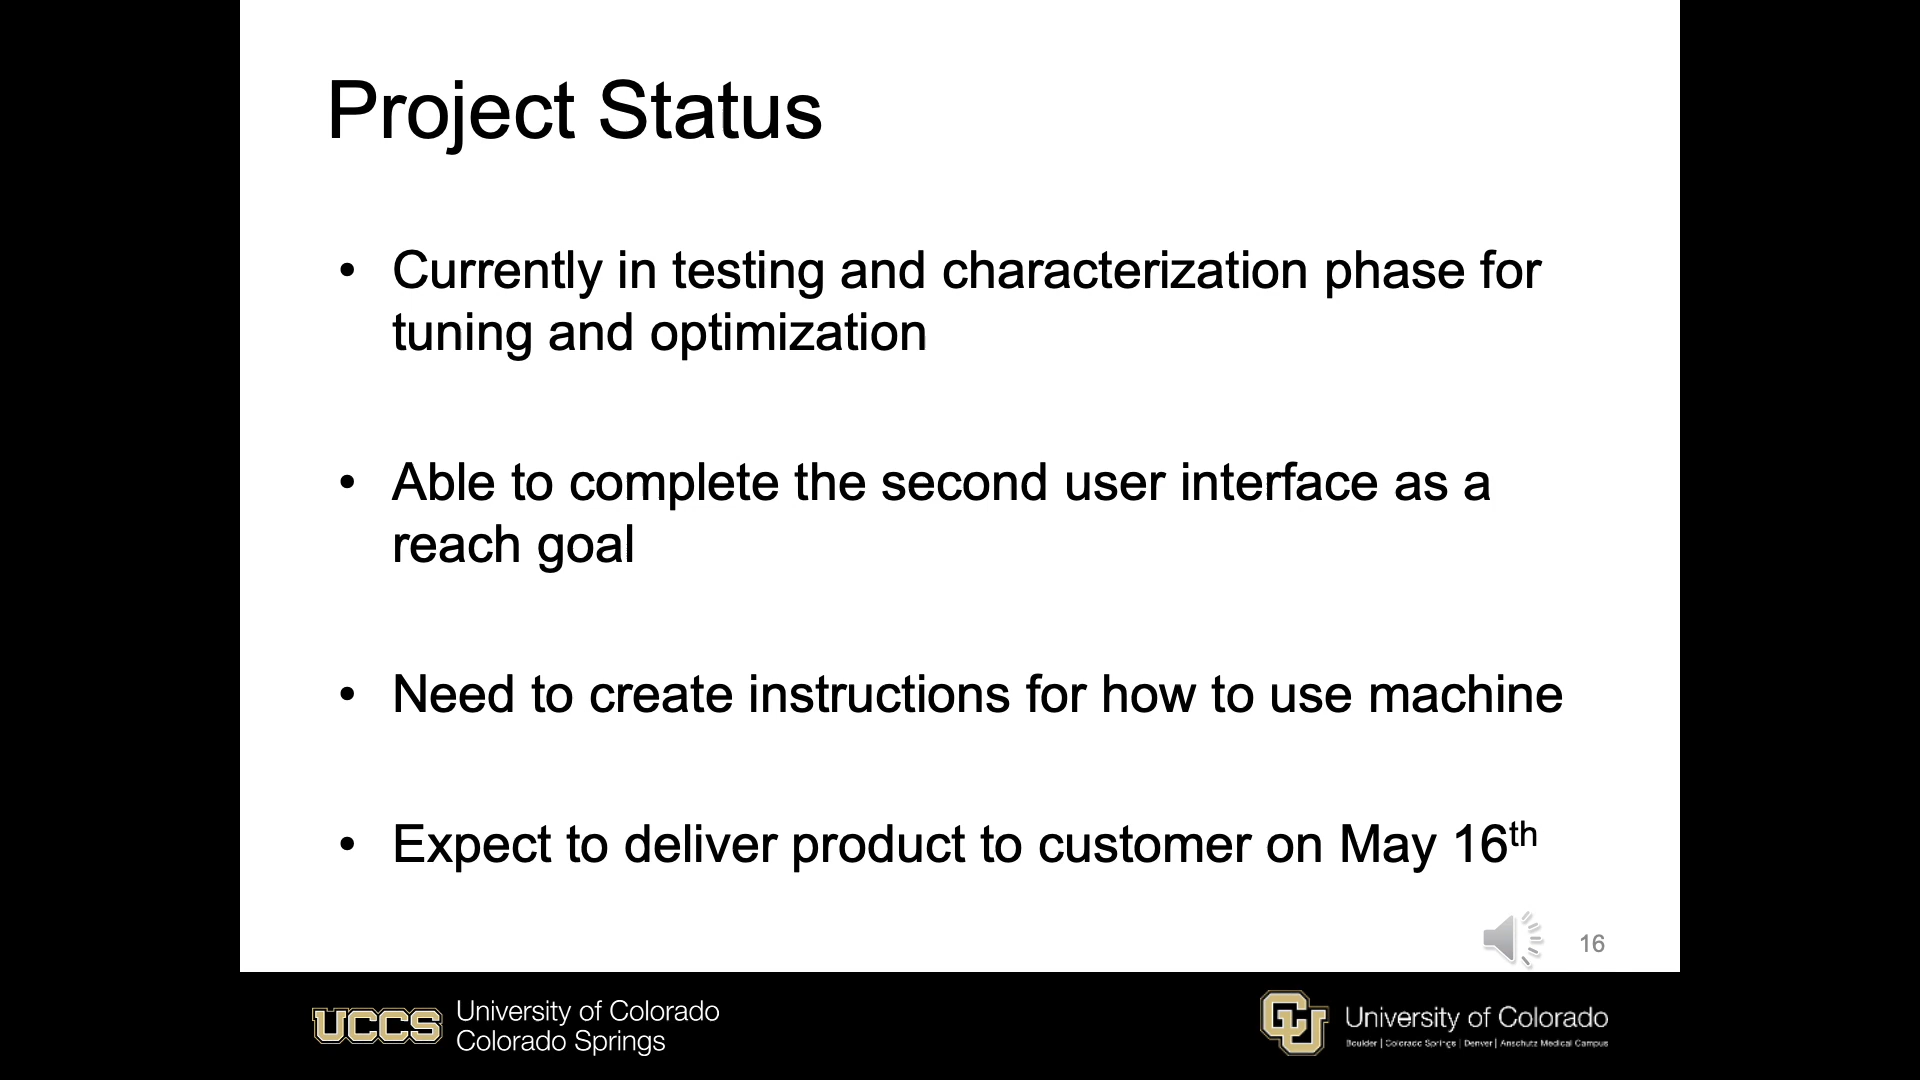 Project Status
• Currently in testing and characterization phase for
tuning and optimization
• Able to complete the second user interface as a
reach goal
• Need to create instructions for how to use machine
• Expect to deliver product to customer on May 16th
16
UCCS University of Colorado
Colorado Springs
CU University of Colorado
Boulder | Colorado Springs | Denver | Anschutz Medical Campus